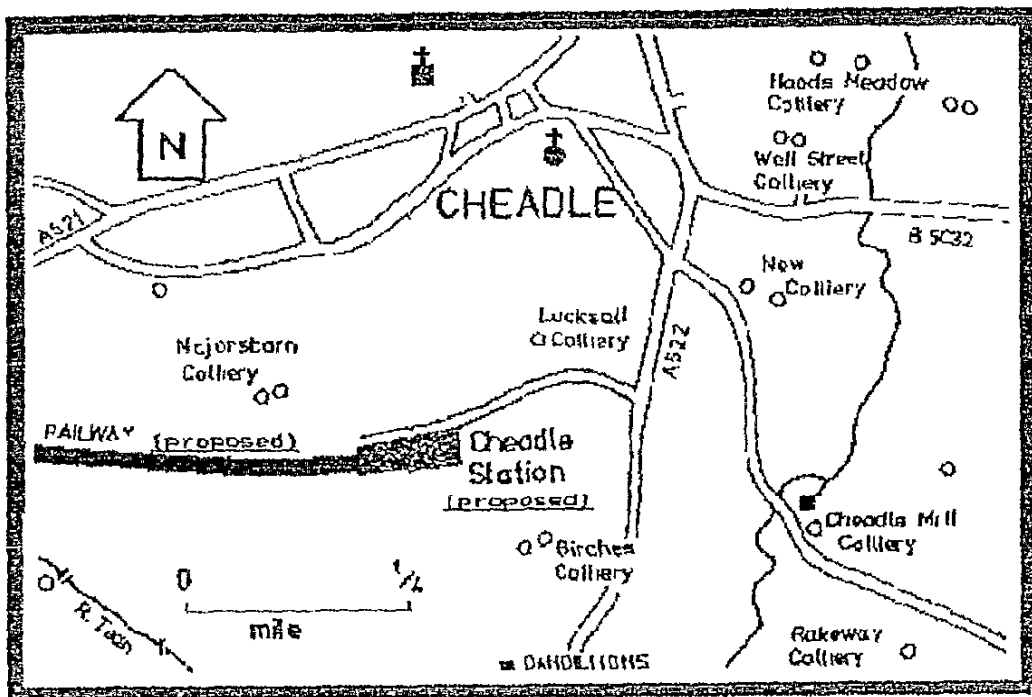 N
Hoods Meadow
Colliery
Well Street
Colliery
CHEADLE
A521
B 5032
New
Colliery
Lucksall
Colliery
A522
Majorsbarn
Colliery
RAILWAY (proposed)
Cheadle
Station
(proposed)
Cheadle Mill
Colliery
Birches
Colliery
0 1/4
mile
R. Tean
Rakeway
Colliery